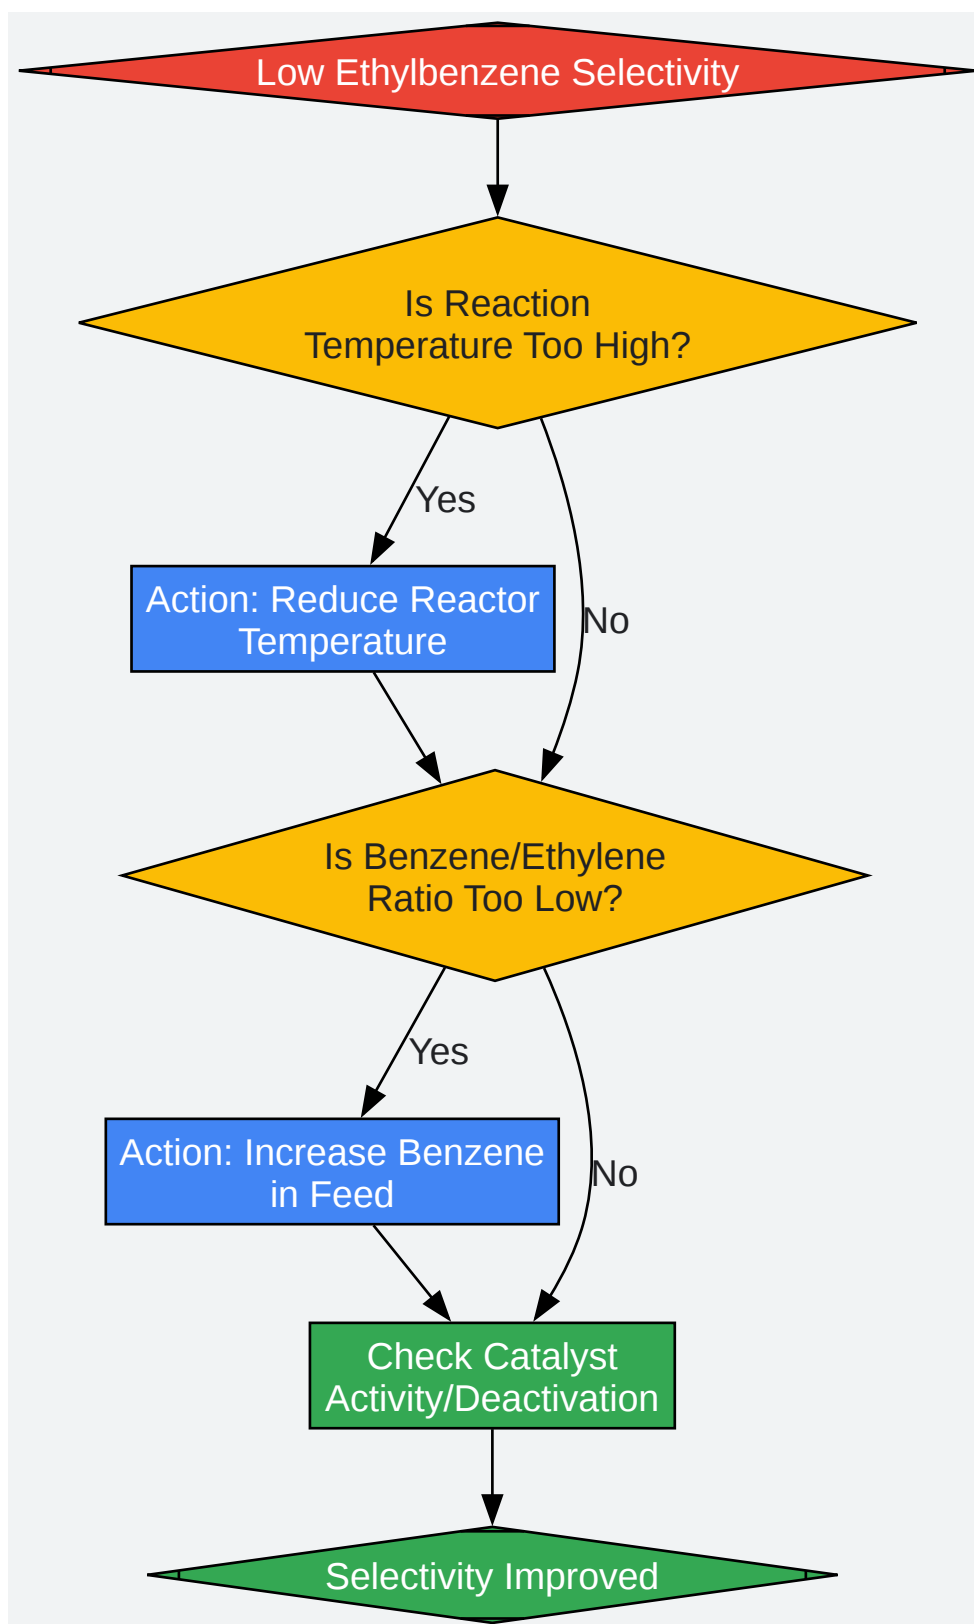 Low Ethylbenzene Selectivity
Is Reaction
Temperature Too High?
Yes
Action: Reduce Reactor
Temperature
No
Is Benzene/Ethylene
Ratio Too Low?
Yes
Action: Increase Benzene
in Feed
No
Check Catalyst
Activity/Deactivation
Selectivity Improved